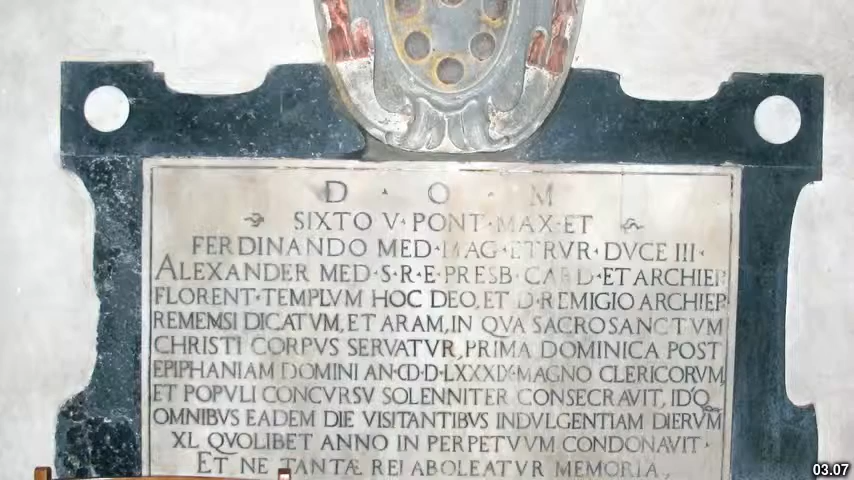 D · O · M
SIXTO V · PONT · MAX · ET
FERDINANDO MED · MAG · ETRVR · DVCE III ·
ALEXANDER MED · S · R · E · PRESB · CARD · ET ARCHIEP
FLORENT · TEMPLVM HOC DEO, ET D · REMIGIO ARCHIEP
REMENSI DICATVM, ET ARAM, IN QVA SACROSANCTVM
CHRISTI CORPVS SERVATVR, PRIMA DOMINICA POST
EPIPHANIAM DOMINI AN · CIↃ · D · LXXXIX · MAGNO CLERICORVM,
ET POPVLI CONCVRSV SOLENNITER CONSECRAVIT, IDQ
OMNIBVS EADEM DIE VISITANTIBVS INDVLGENTIAM DIERVM
XL QVOLIBET ANNO IN PERPETVVM CONDONAVIT ·
ET NE TANTÆ REI ABOLEATVR MEMORIA,
03.07